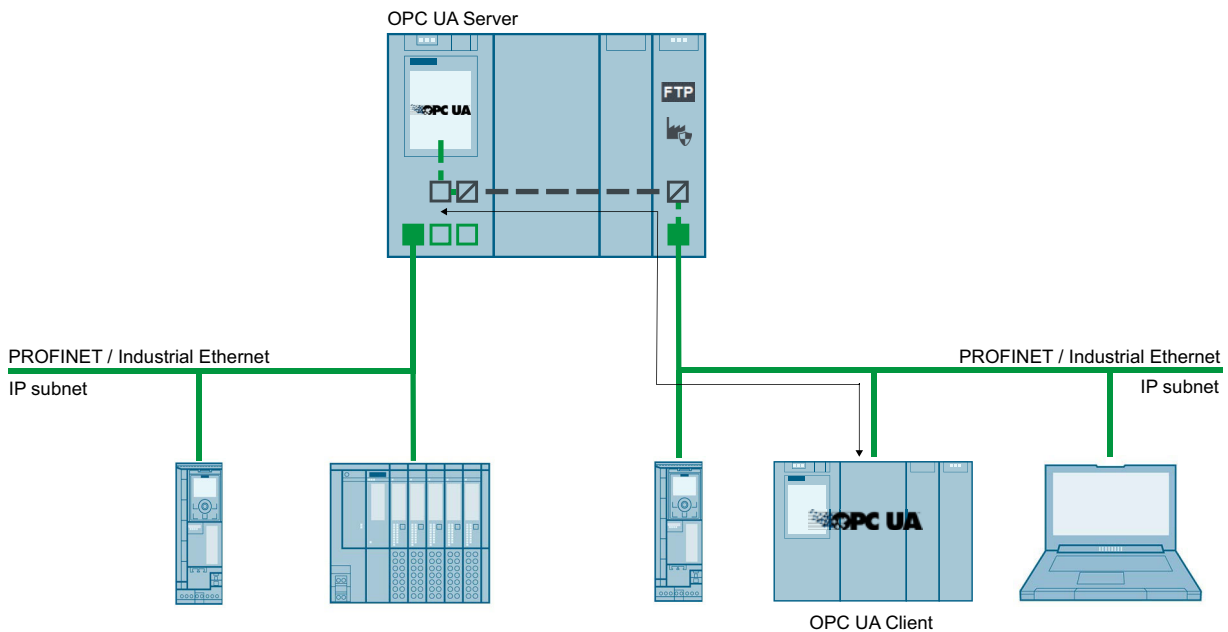 OPC UA Server
OPC UA
FTP
PROFINET / Industrial Ethernet
IP subnet
PROFINET / Industrial Ethernet
IP subnet
OPC UA
OPC UA Client